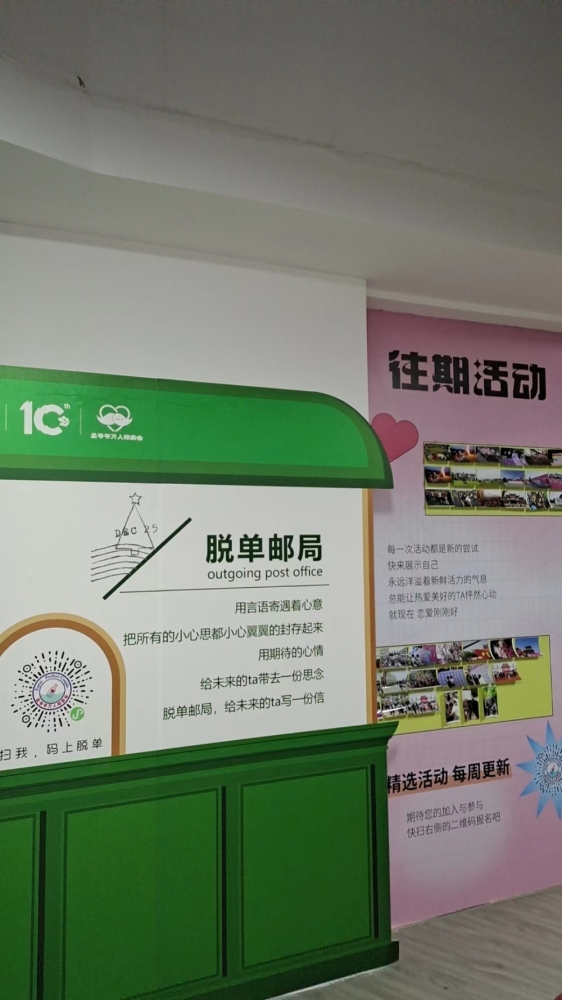 10th
DEC 25
脱单邮局
outgoing post office
用言语寄遇着心意
把所有的小心思都小心翼翼的封存起来
用期待的心情
给未来的ta带去一份思念
脱单邮局，给未来的ta写一份信
扫我，码上脱单
往期活动
每一次活动都是新的尝试
快来展示自己
永远洋溢着新鲜活力的气息
总能让热爱美好的TA怦然心动
就现在 恋爱刚刚好
精选活动 每周更新
期待您的加入与参与
快扫右侧的二维码报名吧